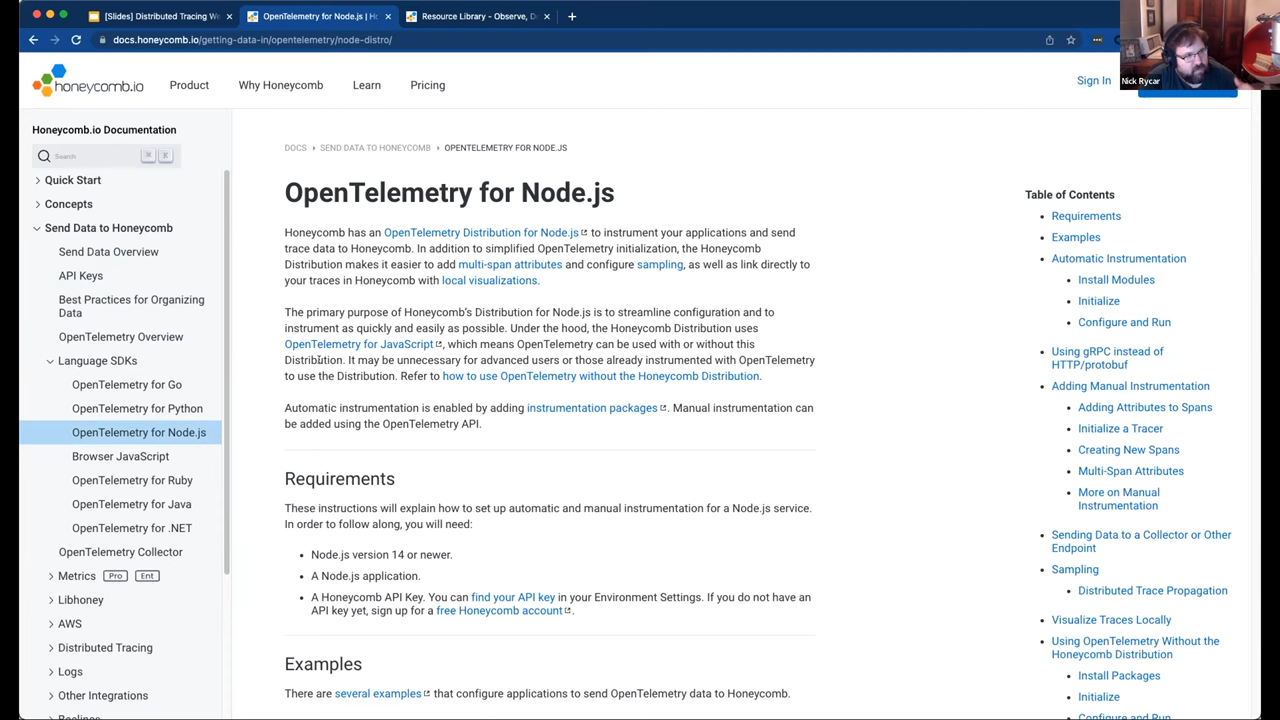 [Slides] Distributed Tracing We
OpenTelemetry for Node.js | H
Resource Library - Observe, D
docs.honeycomb.io/getting-data-in/opentelemetry/node-distro/
Nick Rycar
honeycomb.io
Product
Why Honeycomb
Learn
Pricing
Sign In
Honeycomb.io Documentation
Search
⌘ K
Quick Start
Concepts
Send Data to Honeycomb
Send Data Overview
API Keys
Best Practices for Organizing
Data
OpenTelemetry Overview
Language SDKs
OpenTelemetry for Go
OpenTelemetry for Python
OpenTelemetry for Node.js
Browser JavaScript
OpenTelemetry for Ruby
OpenTelemetry for Java
OpenTelemetry for .NET
OpenTelemetry Collector
Metrics Pro Ent
Libhoney
AWS
Distributed Tracing
Logs
Other Integrations
Beelines
DOCS › SEND DATA TO HONEYCOMB › OPENTELEMETRY FOR NODE.JS
OpenTelemetry for Node.js
Honeycomb has an OpenTelemetry Distribution for Node.js to instrument your applications and send
trace data to Honeycomb. In addition to simplified OpenTelemetry initialization, the Honeycomb
Distribution makes it easier to add multi-span attributes and configure sampling, as well as link directly to
your traces in Honeycomb with local visualizations.
The primary purpose of Honeycomb's Distribution for Node.js is to streamline configuration and to
instrument as quickly and easily as possible. Under the hood, the Honeycomb Distribution uses
OpenTelemetry for JavaScript, which means OpenTelemetry can be used with or without this
Distribution. It may be unnecessary for advanced users or those already instrumented with OpenTelemetry
to use the Distribution. Refer to how to use OpenTelemetry without the Honeycomb Distribution.
Automatic instrumentation is enabled by adding instrumentation packages. Manual instrumentation can
be added using the OpenTelemetry API.
Requirements
These instructions will explain how to set up automatic and manual instrumentation for a Node.js service.
In order to follow along, you will need:
• Node.js version 14 or newer.
• A Node.js application.
• A Honeycomb API Key. You can find your API key in your Environment Settings. If you do not have an
API key yet, sign up for a free Honeycomb account.
Examples
There are several examples that configure applications to send OpenTelemetry data to Honeycomb.
Table of Contents
• Requirements
• Examples
• Automatic Instrumentation
• Install Modules
• Initialize
• Configure and Run
• Using gRPC instead of
HTTP/protobuf
• Adding Manual Instrumentation
• Adding Attributes to Spans
• Initialize a Tracer
• Creating New Spans
• Multi-Span Attributes
• More on Manual
Instrumentation
• Sending Data to a Collector or Other
Endpoint
• Sampling
• Distributed Trace Propagation
• Visualize Traces Locally
• Using OpenTelemetry Without the
Honeycomb Distribution
• Install Packages
• Initialize
• Configure and Run